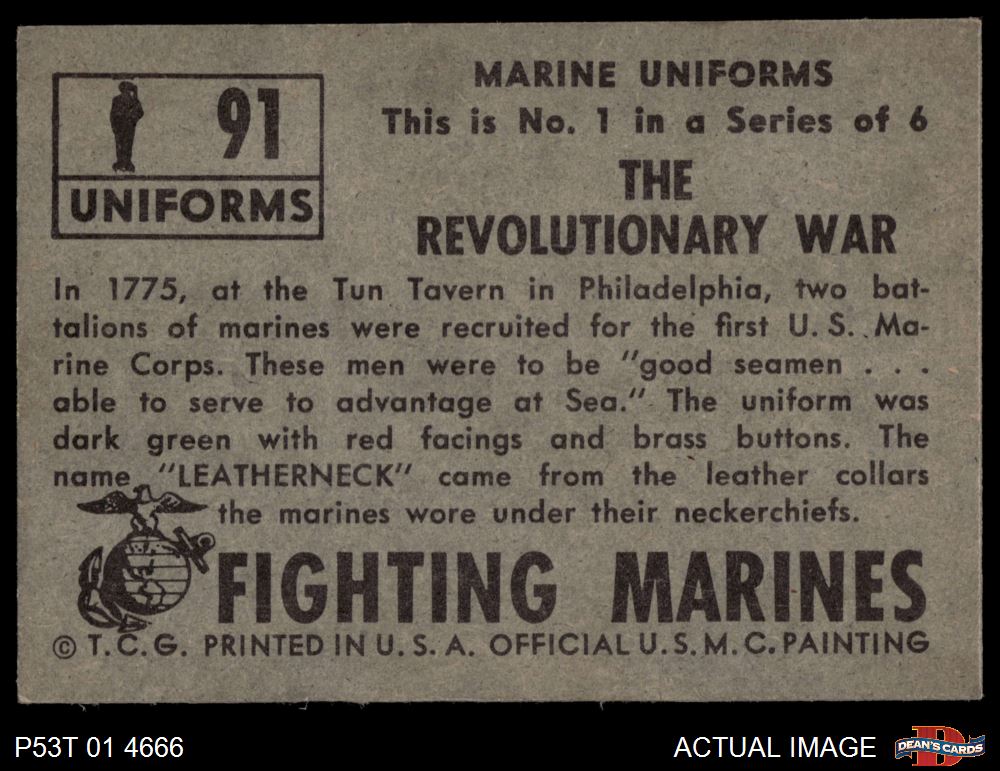 91
UNIFORMS
MARINE UNIFORMS
This is No. 1 in a Series of 6
THE
REVOLUTIONARY WAR
In 1775, at the Tun Tavern in Philadelphia, two bat-
talions of marines were recruited for the first U. S. Ma-
rine Corps. These men were to be "good seamen . . .
able to serve to advantage at Sea." The uniform was
dark green with red facings and brass buttons. The
name "LEATHERNECK" came from the leather collars
the marines wore under their neckerchiefs.
FIGHTING MARINES
© T. C. G. PRINTED IN U. S. A. OFFICIAL U. S. M. C. PAINTING
P53T 01 4666
ACTUAL IMAGE
D
DEAN'S CARDS